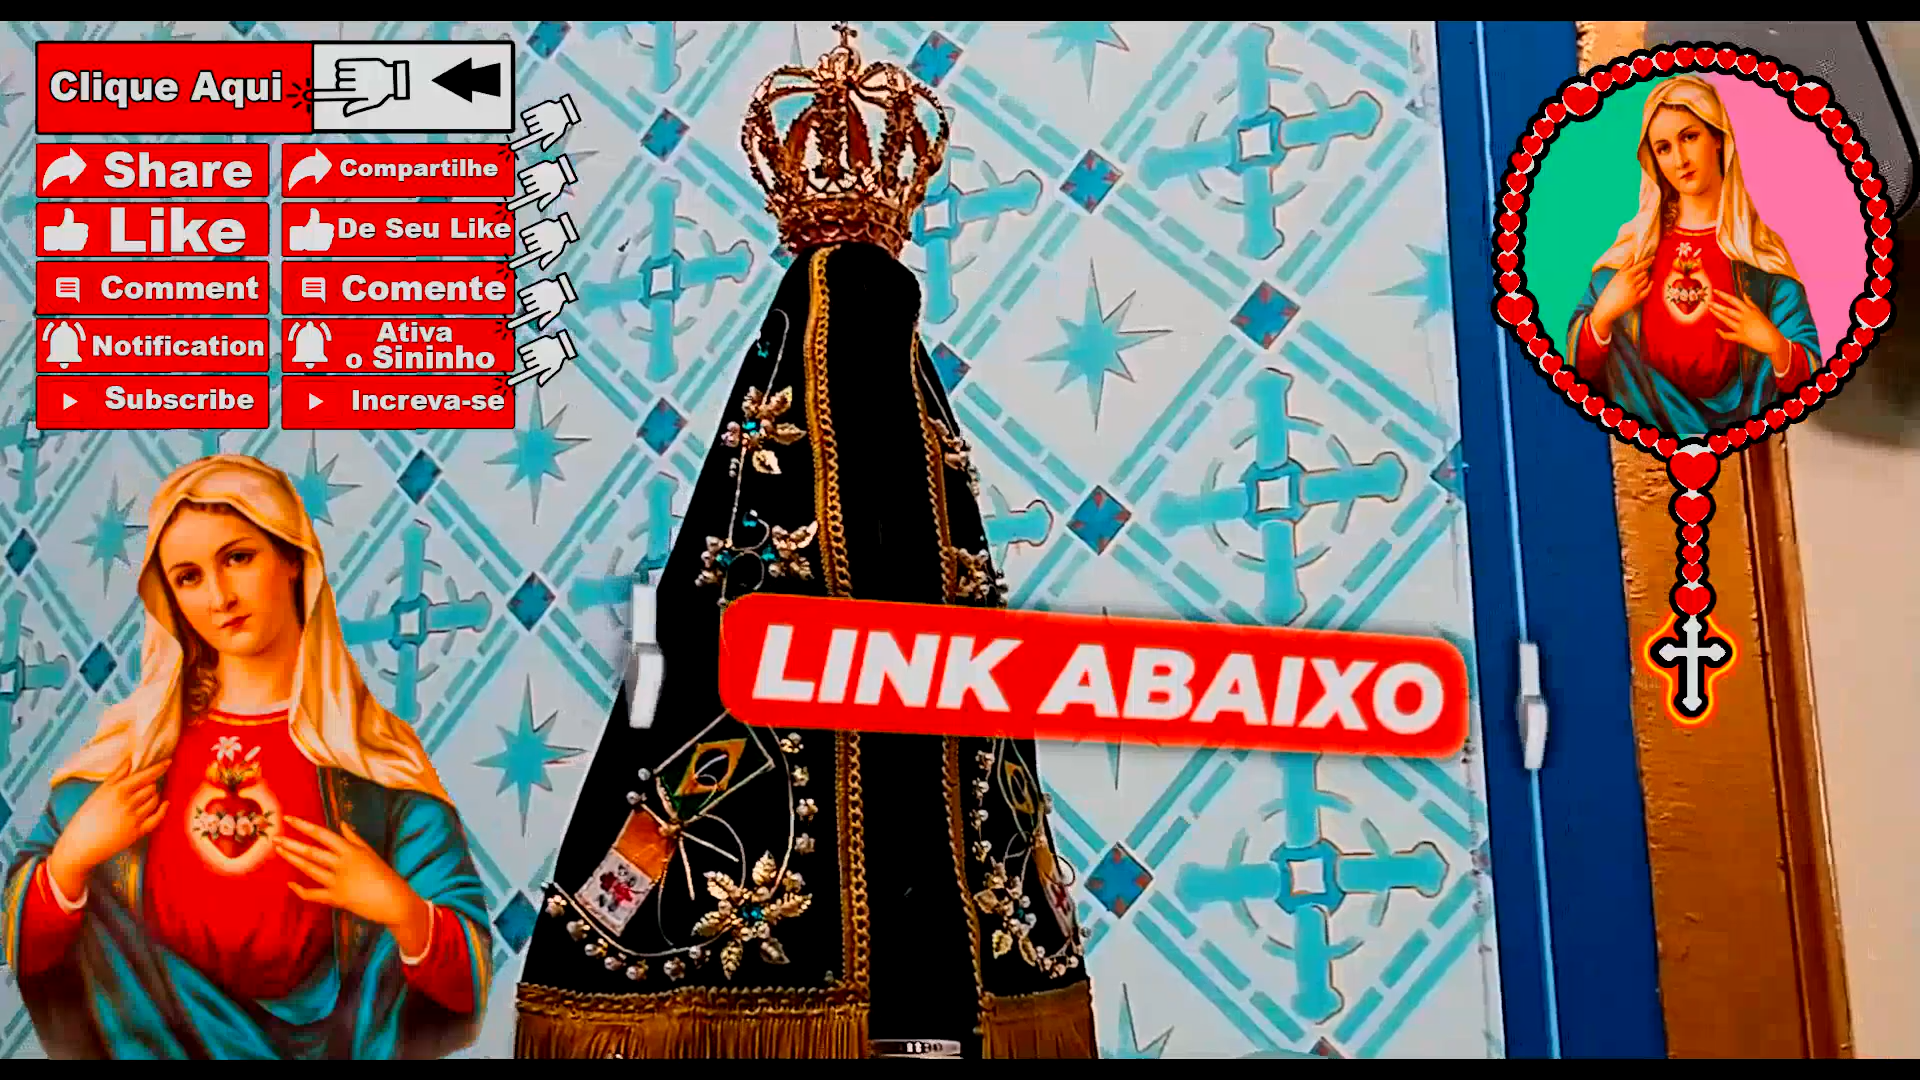 Clique Aqui
Share
Compartilhe
Like
De Seu Like
Comment
Comente
Notification
Ativa
o Sininho
Subscribe
Increva-se
LINK ABAIXO